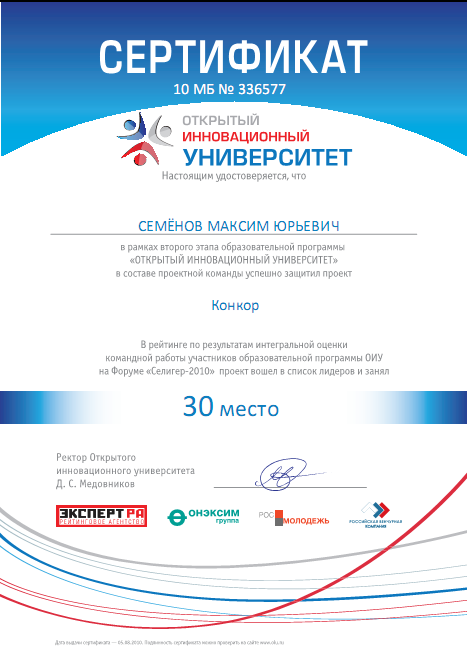 СЕРТИФИКАТ
10 МБ № 336577
ОТКРЫТЫЙ
ИННОВАЦИОННЫЙ
УНИВЕРСИТЕТ
Настоящим удостоверяется, что
СЕМЁНОВ МАКСИМ ЮРЬЕВИЧ
в рамках второго этапа образовательной программы
«ОТКРЫТЫЙ ИННОВАЦИОННЫЙ УНИВЕРСИТЕТ»
в составе проектной команды успешно защитил проект
Конкор
В рейтинге по результатам интегральной оценки
командной работы участников образовательной программы ОИУ
на Форуме «Селигер-2010» проект вошел в список лидеров и занял
30 место
Ректор Открытого
инновационного университета
Д. С. Медовников
ЭКСПЕРТ РА
РЕЙТИНГОВОЕ АГЕНТСТВО
ОНЭКСИМ
группа
РОСМОЛОДЕЖЬ
РОССИЙСКАЯ ВЕНЧУРНАЯ
КОМПАНИЯ
Дата выдачи сертификата — 05.08.2010. Подлинность сертификата можно проверить на сайте www.oiu.ru